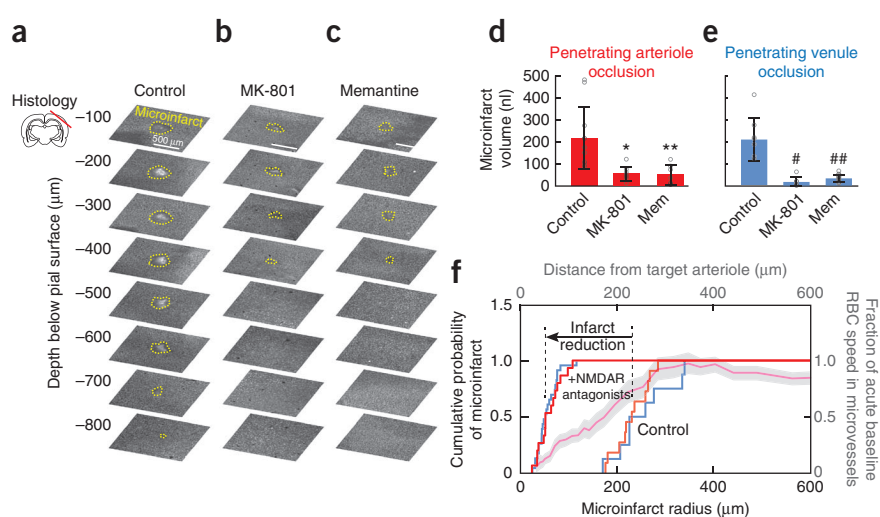 a
b
c
Histology
Control
MK-801
Memantine
Microinfarct
500 μm
Depth below pial surface (μm)
–100
–200
–300
–400
–500
–600
–700
–800
d
Penetrating arteriole
occlusion
Microinfarct
volume (nl)
500
400
300
200
100
0
*
**
Control
MK-801
Mem
e
Penetrating venule
occlusion
#
##
Control
MK-801
Mem
f
Distance from target arteriole (μm)
0
200
400
600
Cumulative probability
of microinfarct
1.5
1.0
0.5
0
Infarct
reduction
+NMDAR
antagonists
Control
1.0
0.5
0
Fraction of acute baseline
RBC speed in microvessels
0
200
400
600
Microinfarct radius (μm)